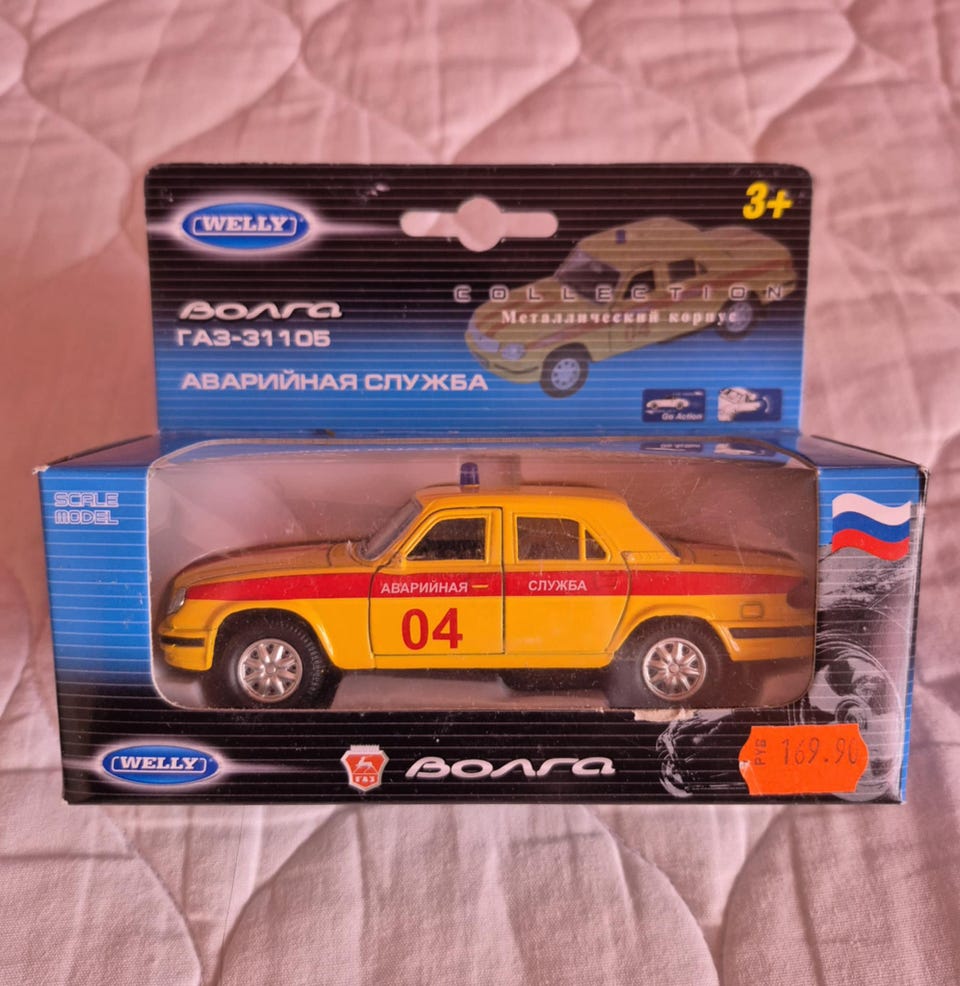 WELLY
3+
Волга
ГАЗ-31105
COLLECTION
Металлический корпус
АВАРИЙНАЯ СЛУЖБА
Go Action
SCALE
MODEL
АВАРИЙНАЯ СЛУЖБА
04
WELLY
ГАЗ
Волга
РУБ 169.90